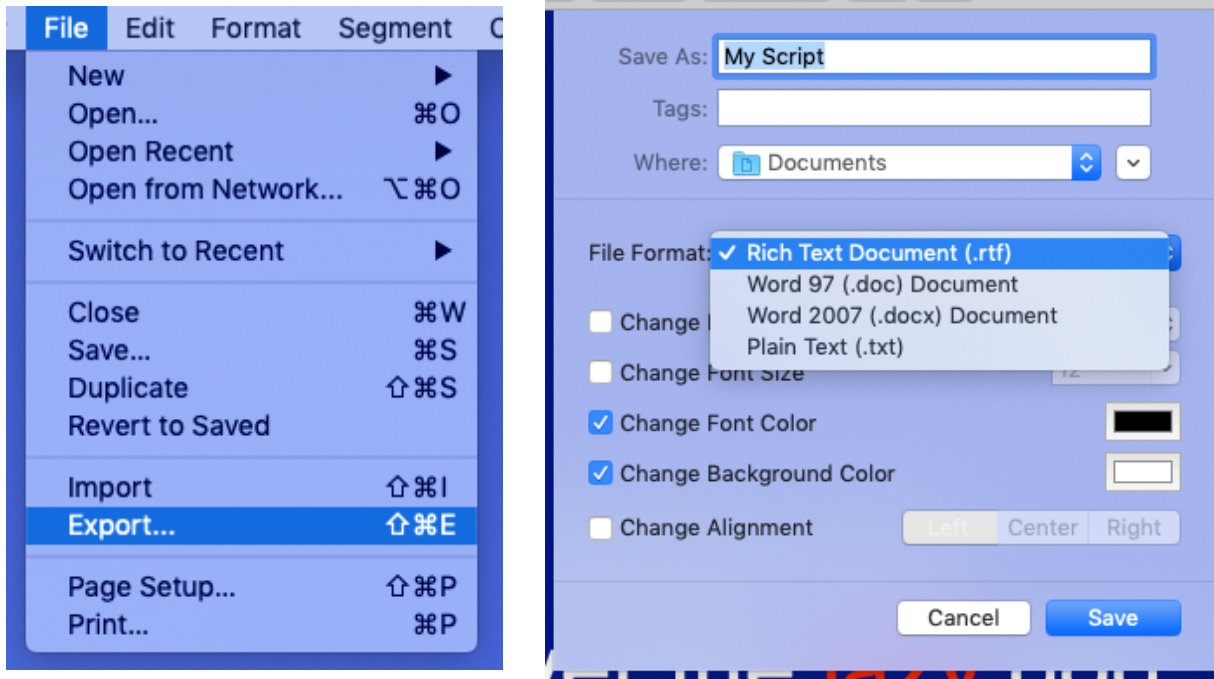 File Edit Format Segment
New ▶
Open... ⌘O
Open Recent ▶
Open from Network... ⌥⌘O
Switch to Recent ▶
Close ⌘W
Save... ⌘S
Duplicate ⇧⌘S
Revert to Saved
Import ⇧⌘I
Export... ⇧⌘E
Page Setup... ⇧⌘P
Print... ⌘P
Save As: My Script
Tags:
Where: Documents
File Format: ✓ Rich Text Document (.rtf)
Word 97 (.doc) Document
Word 2007 (.docx) Document
Plain Text (.txt)
Change
Change Font Size 12
Change Font Color
Change Background Color
Change Alignment Left Center Right
Cancel Save
lazy